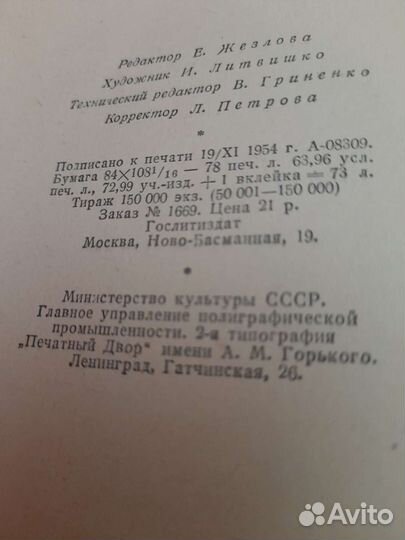 Редактор Е. Жезлова
Художник И. Литвишко
Технический редактор В. Гриненко
Корректор Л. Петрова
*
Подписано к печати 19/XI 1954 г. А-08309.
Бумага 84×108¹/₁₆ — 78 печ. л. 63,96 усл.
печ. л., 72,99 уч.-изд. + 1 вклейка = 73 л.
Тираж 150 000 экз. (50 001—150 000)
Заказ № 1669. Цена 21 р.
Гослитиздат
Москва, Ново-Басманная, 19.
*
Министерство культуры СССР.
Главное управление полиграфической
промышленности. 2-я типография
„Печатный Двор“ имени А. М. Горького.
Ленинград, Гатчинская, 26.
Avito